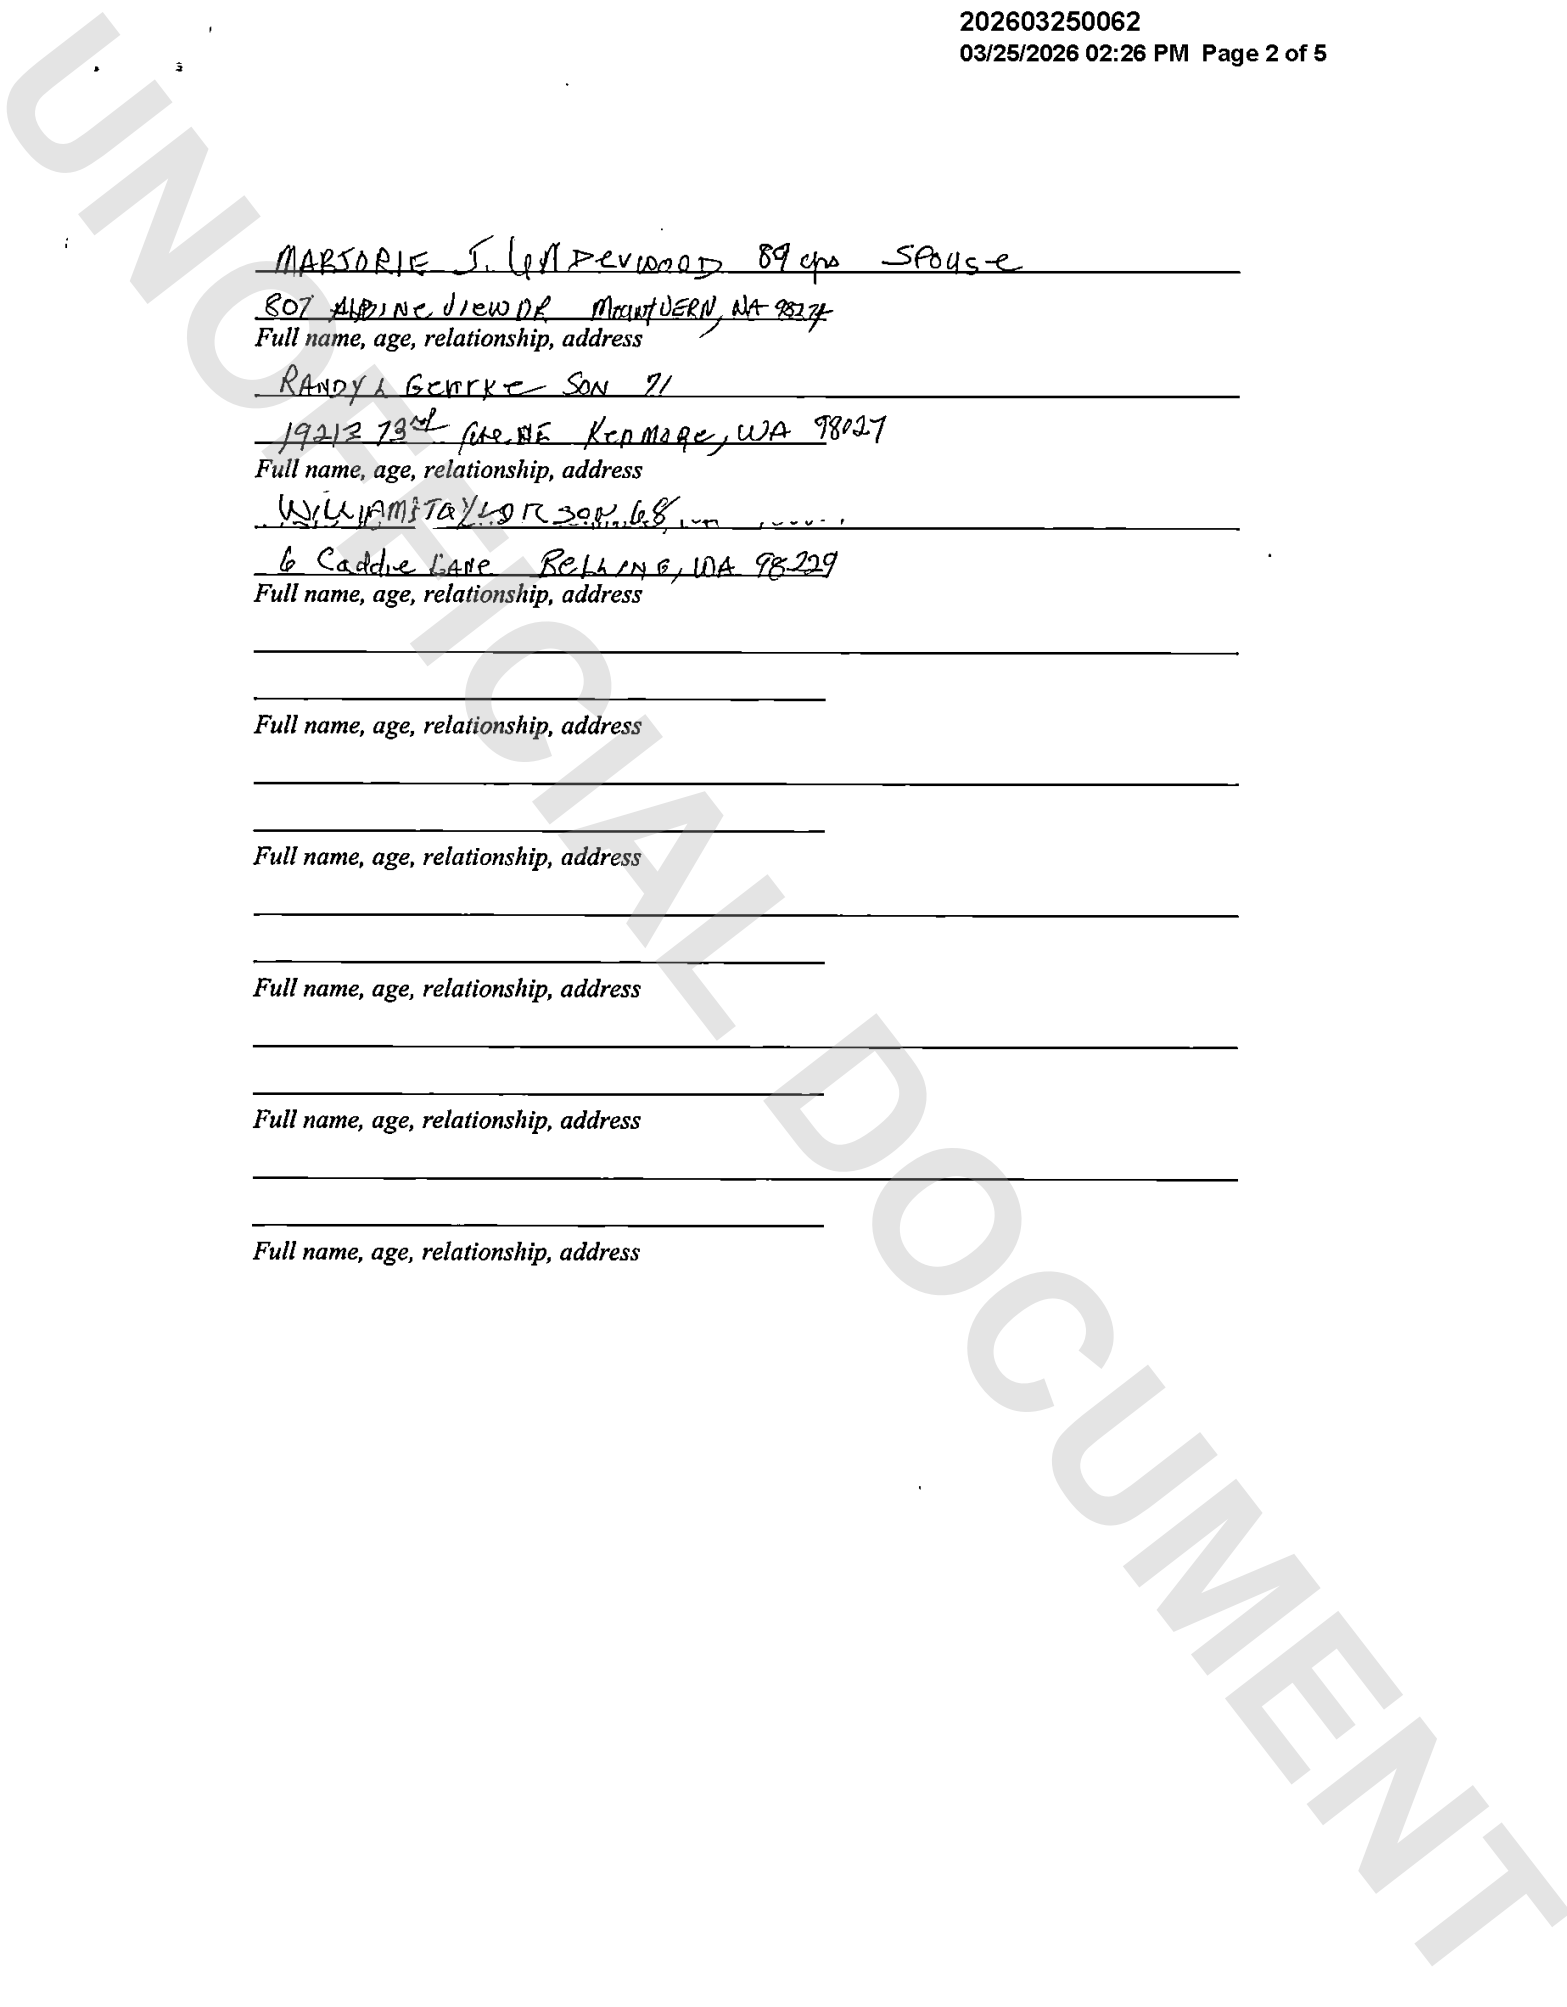 202603250062
03/25/2026 02:26 PM Page 2 of 5
MARJORIE J. UNDERWOOD 89 yrs SPOUSE
807 ALPINE VIEW DR MOUNT VERN, WA 98274
Full name, age, relationship, address
RANDY L GEHRKE SON 71
19213 73rd Ave. NE KENMORE, WA 98027
Full name, age, relationship, address
WILLIAM TAYLOR SON 68
6 Caddie LANE BELLING, WA 98229
Full name, age, relationship, address
Full name, age, relationship, address
Full name, age, relationship, address
Full name, age, relationship, address
Full name, age, relationship, address
Full name, age, relationship, address
UNOFFICIAL DOCUMENT